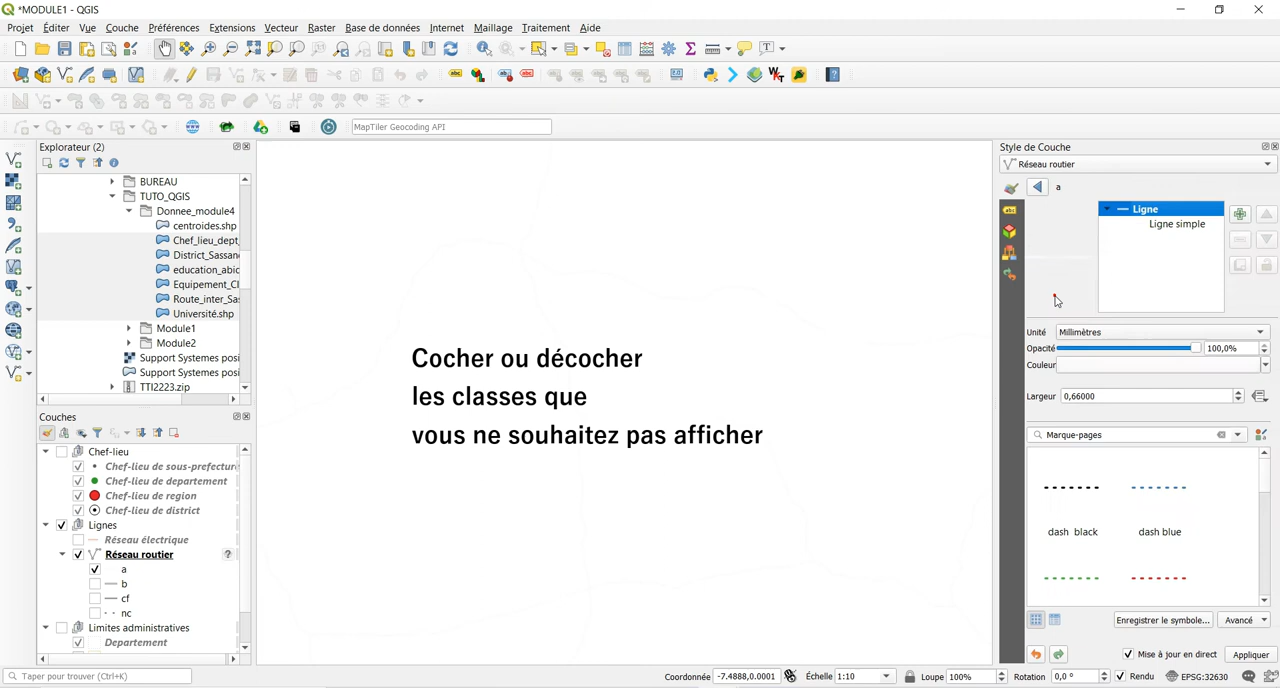 *MODULE1 - QGIS
Projet Éditer Vue Couche Préférences Extensions Vecteur Raster Base de données Internet Maillage Traitement Aide
MapTiler Geocoding API
Explorateur (2)
BUREAU
TUTO_QGIS
Donnee_module4
centroides.shp
Chef_lieu_dept_
District_Sassan
education_abic
Equipement_Cl
Route_inter_Sa
Université.shp
Module1
Module2
Support Systemes posi
Support Systemes posi
TTI2223.zip
Couches
Chef-lieu
Chef-lieu de sous-prefecture
Chef-lieu de departement
Chef-lieu de region
Chef-lieu de district
Lignes
Réseau électrique
Réseau routier
a
b
cf
nc
Limites administratives
Departement
Cocher ou décocher
les classes que
vous ne souhaitez pas afficher
Style de Couche
Réseau routier
a
Ligne
Ligne simple
Unité Millimètres
Opacité 100,0%
Couleur
Largeur 0,66000
Marque-pages
dash black dash blue
Enregistrer le symbole... Avancé
Mise à jour en direct Appliquer
Taper pour trouver (Ctrl+K) Coordonnée -7.4888,0.0001 Échelle 1:10 Loupe 100% Rotation 0,0 ° Rendu EPSG:32630